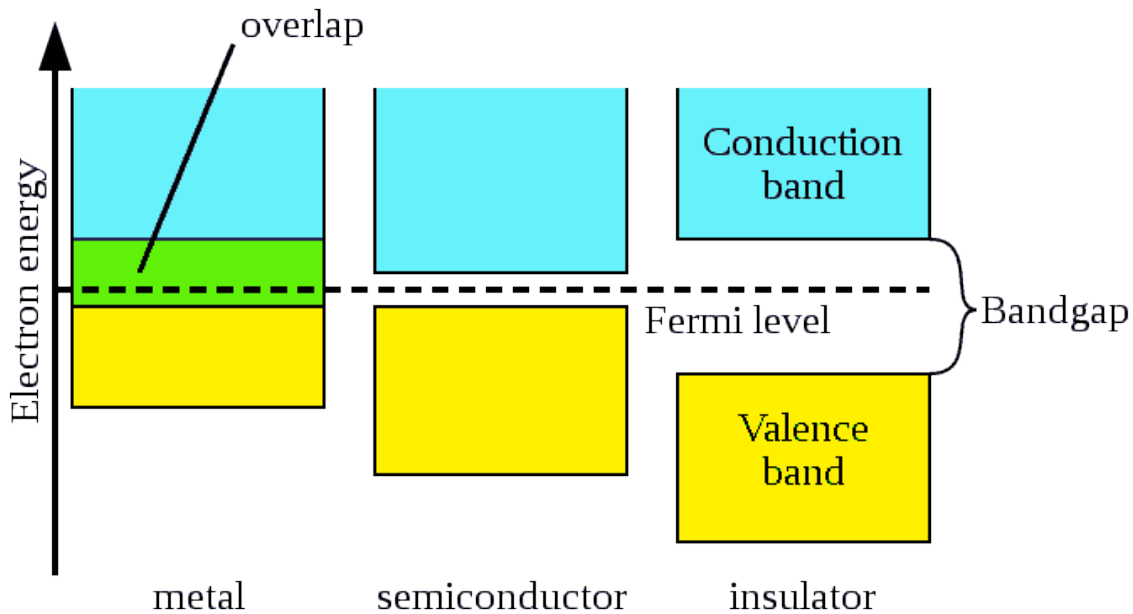 overlap
Electron energy
Conduction
band
Fermi level
Bandgap
Valence
band
metal
semiconductor
insulator